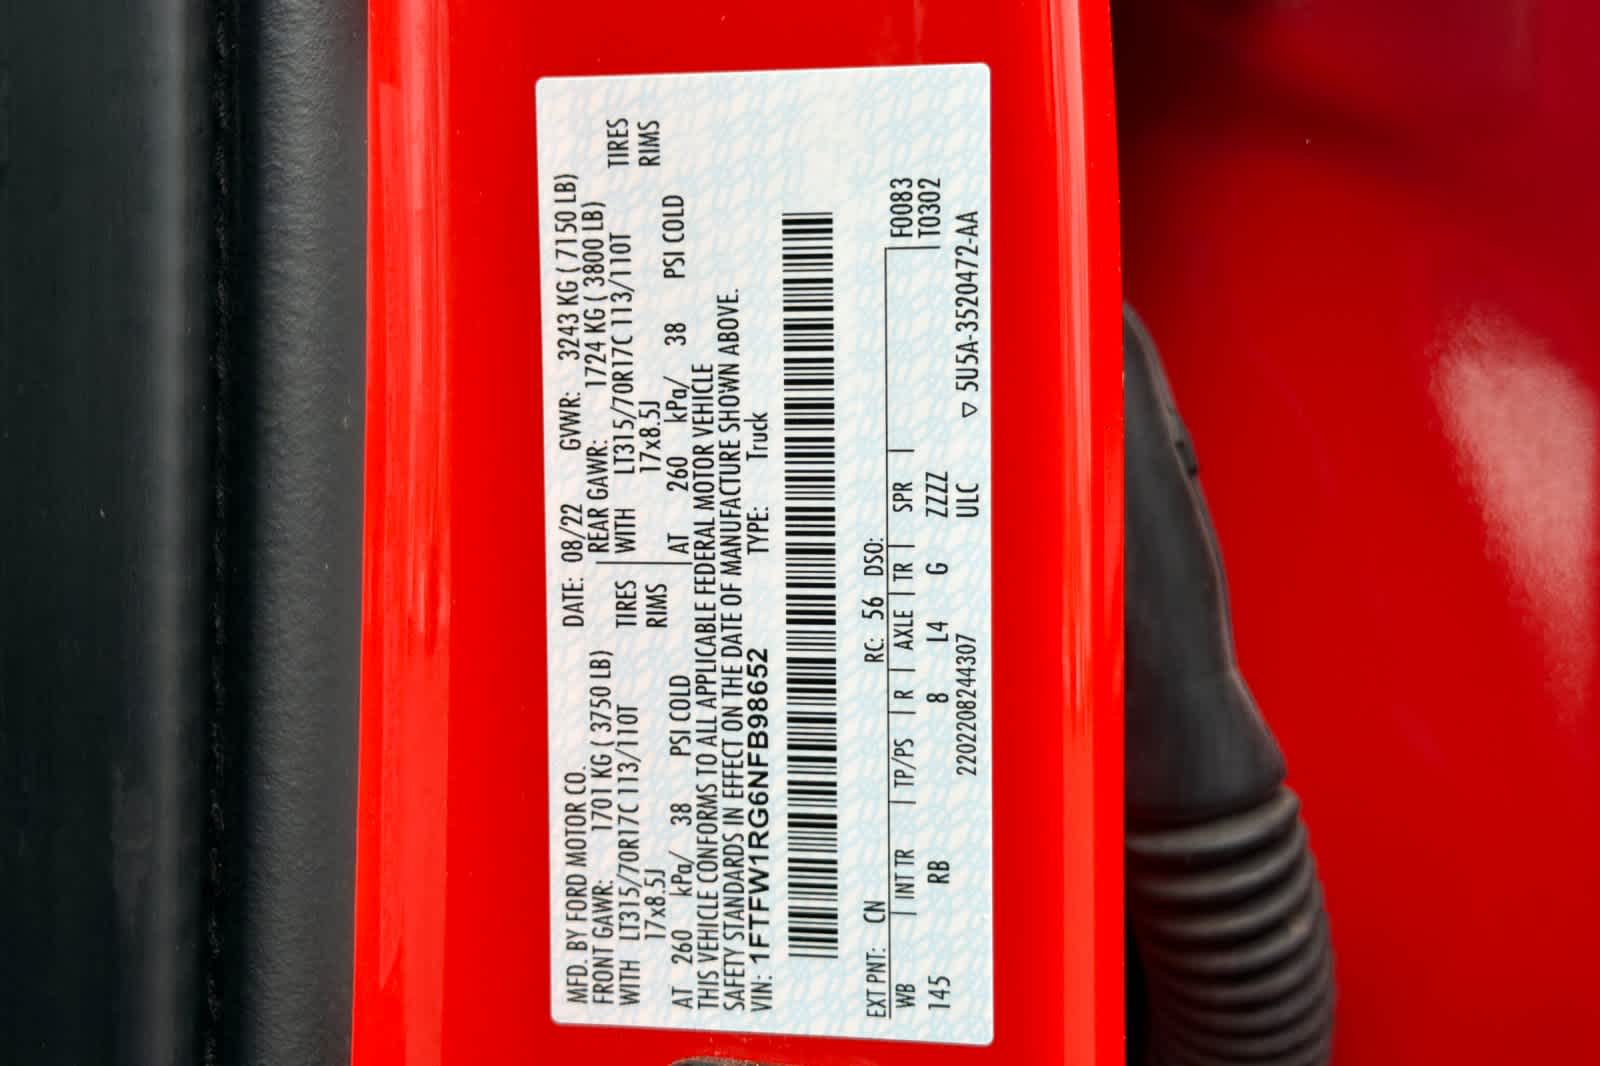 MFD. BY FORD MOTOR CO. DATE: 08/22 GVWR: 3243 KG ( 7150 LB)
FRONT GAWR: 1701 KG ( 3750 LB) REAR GAWR: 1724 KG ( 3800 LB)
WITH LT315/70R17C 113/110T TIRES WITH LT315/70R17C 113/110T TIRES
17x8.5J RIMS 17x8.5J RIMS
AT 260 kPa/ 38 PSI COLD AT 260 kPa/ 38 PSI COLD
THIS VEHICLE CONFORMS TO ALL APPLICABLE FEDERAL MOTOR VEHICLE
SAFETY STANDARDS IN EFFECT ON THE DATE OF MANUFACTURE SHOWN ABOVE.
VIN: 1FTFW1RG6NFB98652 TYPE: Truck
EXT PNT: CN RC: 56 DSO:
WB | INT TR | TP/PS | R | AXLE | TR | SPR | F0083
145 RB 8 L4 G ZZZZ T0302
2202208244307 ULC ▽ 5U5A-3520472-AA